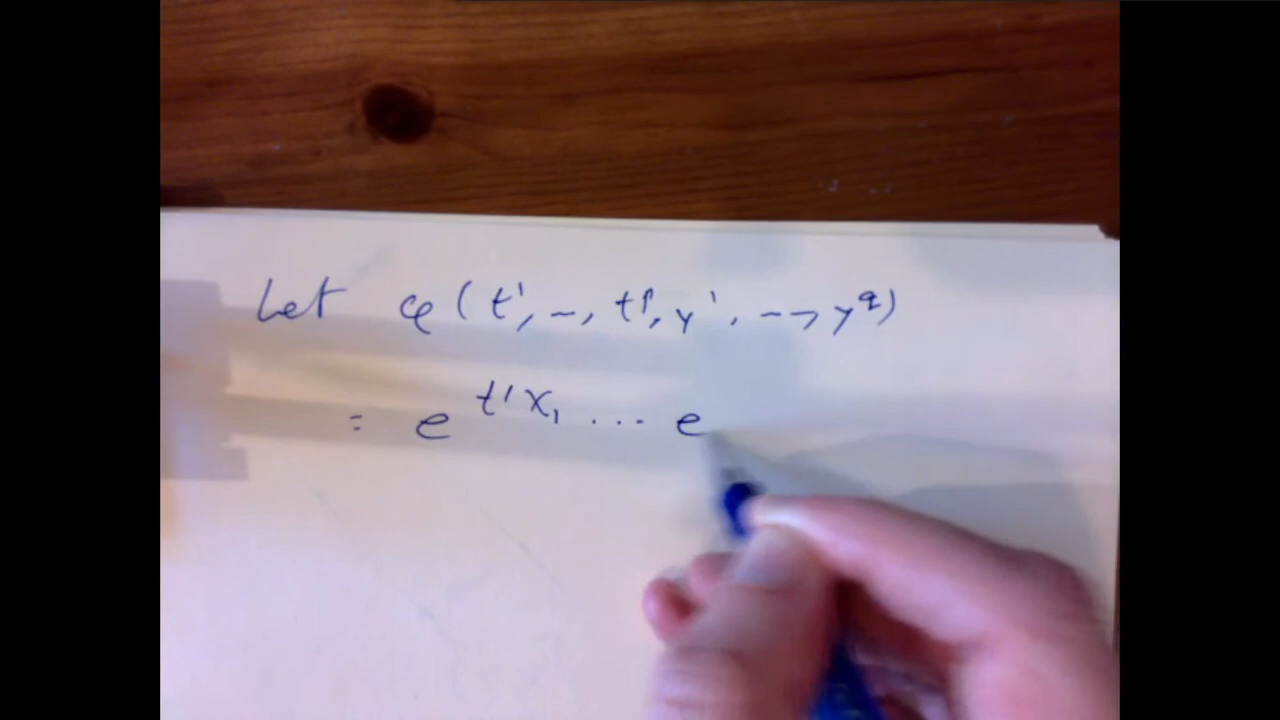 Let φ(t¹, ..., tᵖ, y¹, ..., y^q)
= e^{t¹X₁} ... e